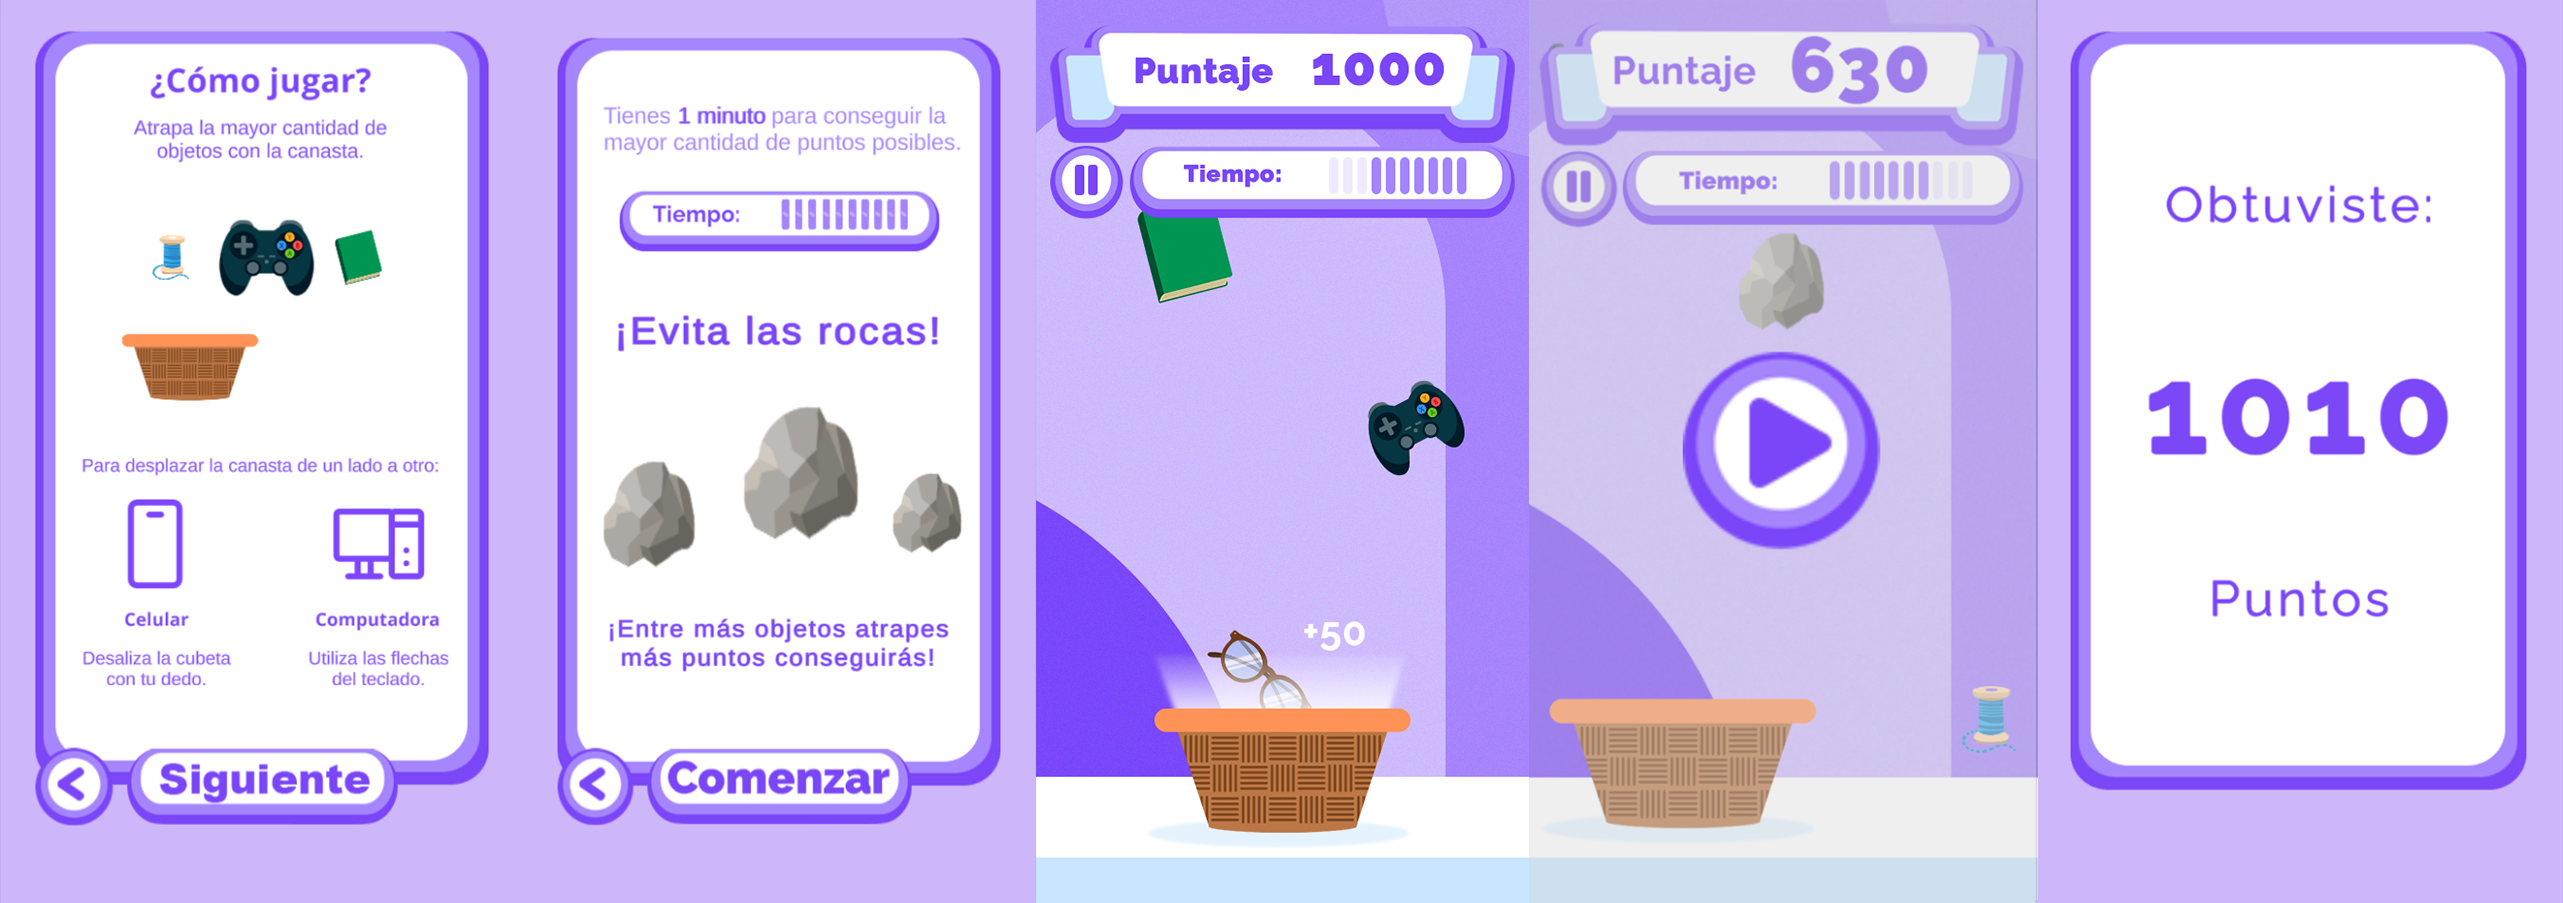 ¿Cómo jugar?
Atrapa la mayor cantidad de
objetos con la canasta.
Para desplazar la canasta de un lado a otro:
Celular
Desaliza la cubeta
con tu dedo.
Computadora
Utiliza las flechas
del teclado.
Siguiente
Tienes 1 minuto para conseguir la
mayor cantidad de puntos posibles.
Tiempo:
¡Evita las rocas!
¡Entre más objetos atrapes
más puntos conseguirás!
Comenzar
Puntaje 1000
Tiempo:
+50
Puntaje 630
Tiempo:
Obtuviste:
1010
Puntos